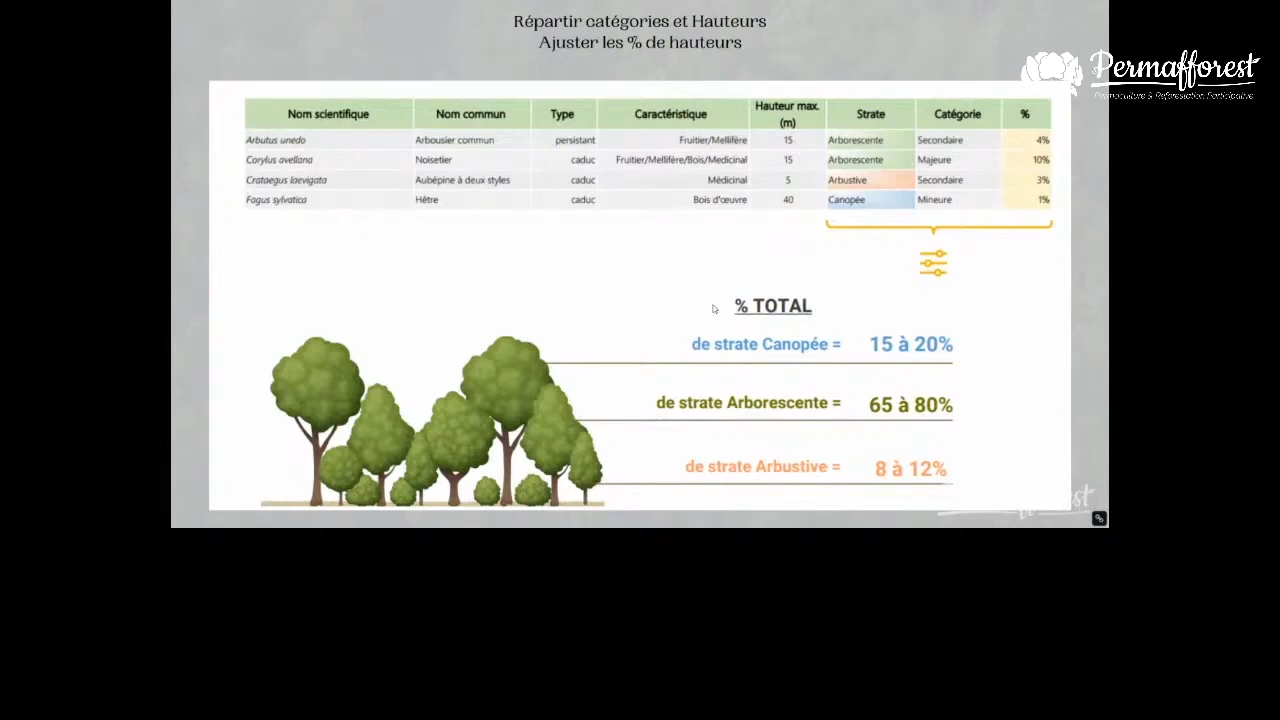 Répartir catégories et Hauteurs
Ajuster les % de hauteurs
Permafforest
Permaculture & Reforestation Participative
Nom scientifique Nom commun Type Caractéristique Hauteur max. (m) Strate Catégorie %
Arbutus unedo Arbousier commun persistant Fruitier/Mellifère 15 Arborescente Secondaire 4%
Corylus avellana Noisetier caduc Fruitier/Mellifère/Bois/Medicinal 15 Arborescente Majeure 10%
Crataegus laevigata Aubépine à deux styles caduc Médicinal 5 Arbustive Secondaire 3%
Fagus sylvatica Hêtre caduc Bois d'œuvre 40 Canopée Mineure 1%
% TOTAL
de strate Canopée = 15 à 20%
de strate Arborescente = 65 à 80%
de strate Arbustive = 8 à 12%